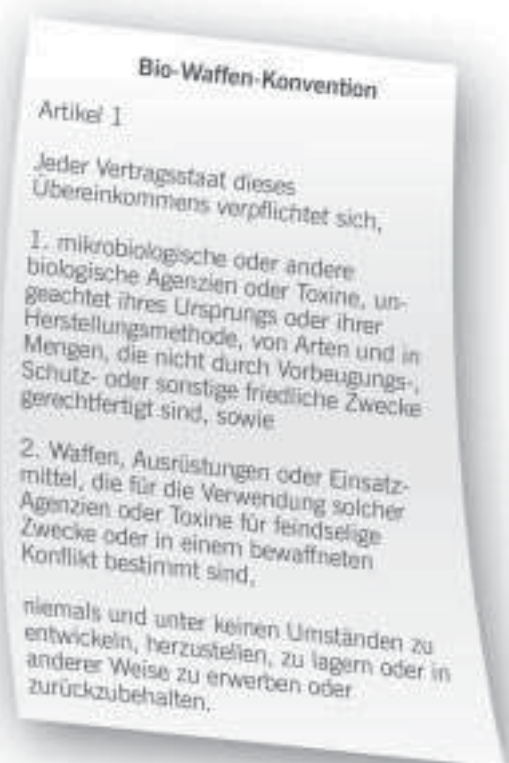 Bio-Waffen-Konvention
Artikel 1
Jeder Vertragsstaat dieses
Übereinkommens verpflichtet sich,
1. mikrobiologische oder andere
biologische Agenzien oder Toxine, un-
geachtet ihres Ursprungs oder ihrer
Herstellungsmethode, von Arten und in
Mengen, die nicht durch Vorbeugungs-,
Schutz- oder sonstige friedliche Zwecke
gerechtfertigt sind, sowie
2. Waffen, Ausrüstungen oder Einsatz-
mittel, die für die Verwendung solcher
Agenzien oder Toxine für feindselige
Zwecke oder in einem bewaffneten
Konflikt bestimmt sind,
niemals und unter keinen Umständen zu
entwickeln, herzustellen, zu lagern oder in
anderer Weise zu erwerben oder
zurückzubehalten.